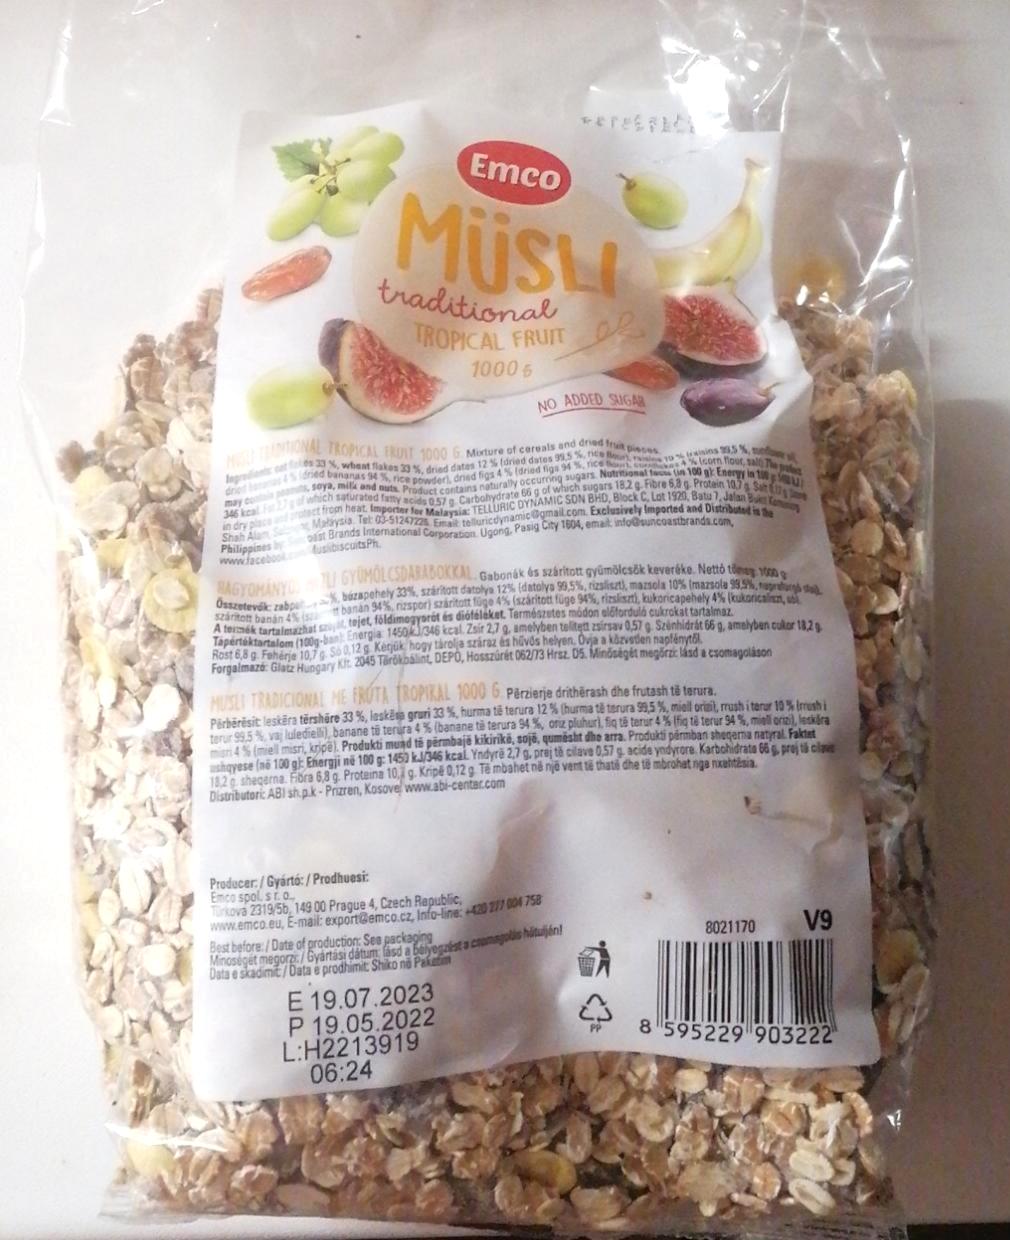 Emco
MÜSLI
traditional
TROPICAL FRUIT
1000 g
NO ADDED SUGAR
MÜSLI TRADITIONAL TROPICAL FRUIT 1000 G. Mixture of cereals and dried fruit pieces.
Ingredients: oat flakes 33 %, wheat flakes 33 %, dried dates 12 % (dried dates 99,5 %, rice flour), raisins 10 % (raisins 99,5 %, sunflower oil),
dried bananas 4 % (dried bananas 94 %, rice powder), dried figs 4 % (dried figs 94 %, rice flour), cornflakes 4 % (corn flour, salt). The product
may contain peanuts, soya, milk and nuts. Product contains naturally occurring sugars. Nutritional facts (in 100 g): Energy in 100 g:
346 kcal. Fat 2,7 g of which saturated fatty acids 0,57 g. Carbohydrate 66 g of which sugars 18,2 g. Fibre 6,8 g. Protein 10,7 g. Salt
in dry place and protect from heat. Importer for Malaysia: TELLURIC DYNAMIC SDN BHD, Block C, Lot 1920, Batu 7, Jalan Bukit Kemuning
Shah Alam, Malaysia. Tel: 03-51247226. Email: telluricdynamic@gmail.com. Exclusively Imported and Distributed in the
Philippines by Brands International Corporation. Ugong, Pasig City 1604, email: info@suncoastbrands.com,
www.facebook
HAGYOMÁNYOS MÜZLI GYÜMÖLCSDARABOKKAL. Gabonák és szárított gyümölcsök keveréke. Nettó tömeg: 1000 g
Összetevők: búzapehely 33%, szárított datolya 12% (datolya 99,5%, rizsliszt), mazsola 10% (mazsola 99,5%, napraforgó olaj),
szárított banán 4% banán 94%, rizspor) szárított füge 4% (szárított füge 94%, rizsliszt), kukoricapehely 4% (kukoricaliszt, só).
A termék tartalmazhat szóját, tejet, földimogyorót és dióféléket. Természetes módon előforduló cukrokat tartalmaz.
Tápértéktartalom (100g-ban): Energia: 1450kJ/346 kcal. Zsír 2,7 g, amelyben telített zsírsav 0,57 g. Szénhidrát 66 g, amelyben cukor 18,2 g.
Rost 6,8 g. Fehérje 10,7 g. Só 0,12 g. Kérjük, hogy tárolja száraz és hűvös helyen. Óvja a közvetlen napfénytől.
Forgalmazó: Glatz Hungary Kft. 2045 Törökbálint, DEPO, Hosszúrét 062/73 Hrsz. D5. Minőségét megőrzi: lásd a csomagoláson
MUSLI TRADICIONAL ME FRUTA TROPIKAL 1000 G. Përzierje drithërash dhe frutash të terura.
Përbërësit: leskëra tërshëre 33 %, leskëra gruri 33 %, hurma të terura 12 % (hurma të terura 99,5 %, miell orizi), rrush i terur 10 % (rrush i
terur 99,5 %, vaj luledielli), banane të terura 4 % (banane të terura 94 %, oriz pluhur), fiq të terur 4 % (fiq të terur 94 %, miell orizi), leskëra
misri 4 % (miell misri, kripë). Produkti mund të përmbajë kikirikë, sojë, qumësht dhe arra. Produkti përmban sheqerna natyral. Faktet
ushqyese (në 100 g): Energji në 100 g: 1450 kJ/346 kcal. Yndyrë 2,7 g, prej të cilave 0,57 g. acide yndyrore. Karbohidrate 66 g, prej të cilave
18,2 g. sheqerna. Fibra 6,8 g. Proteina 10,7 g. Kripë 0,12 g. Të mbahet në një vent të thatë dhe të mbrohet nga nxehtësia.
Distributori: ABI sh.p.k - Prizren, Kosove, www.abi-center.com
Producer: / Gyártó: / Prodhuesi:
Emco spol. s r. o.,
Türkova 2319/5b, 149 00 Prague 4, Czech Republic,
www.emco.eu, E-mail: export@emco.cz, Info-line: +420 277 004 758
Best before: / Date of production: See packaging
Minőségét megőrzi: / Gyártási dátum: lásd a bélyegzést a csomagolás hátulján!
Data e skadimit: / Data e prodhimit: Shiko në Paketim
E 19.07.2023
P 19.05.2022
L:H2213919
06:24
8021170 V9
PP
8 595229 903222